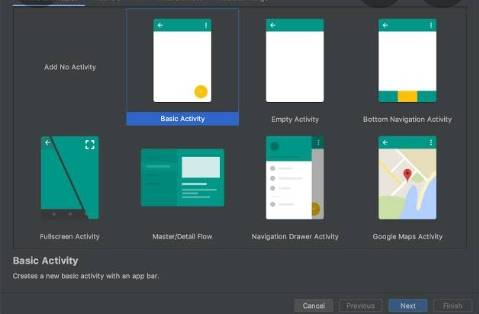 Add No Activity
Basic Activity
Empty Activity
Bottom Navigation Activity
Fullscreen Activity
Master/Detail Flow
Navigation Drawer Activity
Google Maps Activity
Basic Activity
Creates a new basic activity with an app bar.
Cancel
Previous
Next
Finish